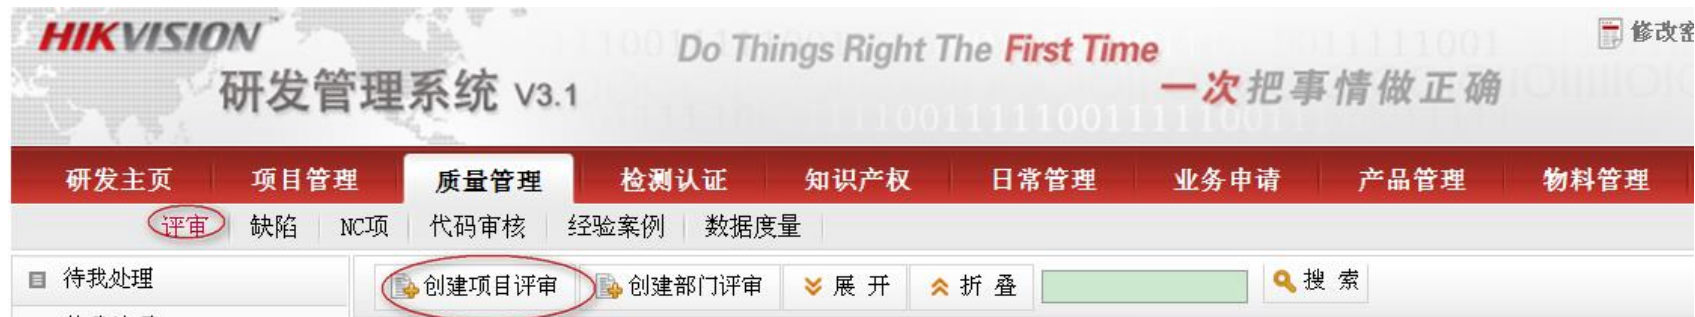 HIKVISION
Do Things Right The First Time
修改密
研发管理系统 V3.1
一次把事情做正确
研发主页 项目管理 质量管理 检测认证 知识产权 日常管理 业务申请 产品管理 物料管理
评审 缺陷 NC项 代码审核 经验案例 数据度量
待我处理 创建项目评审 创建部门评审 展 开 折 叠 搜 索